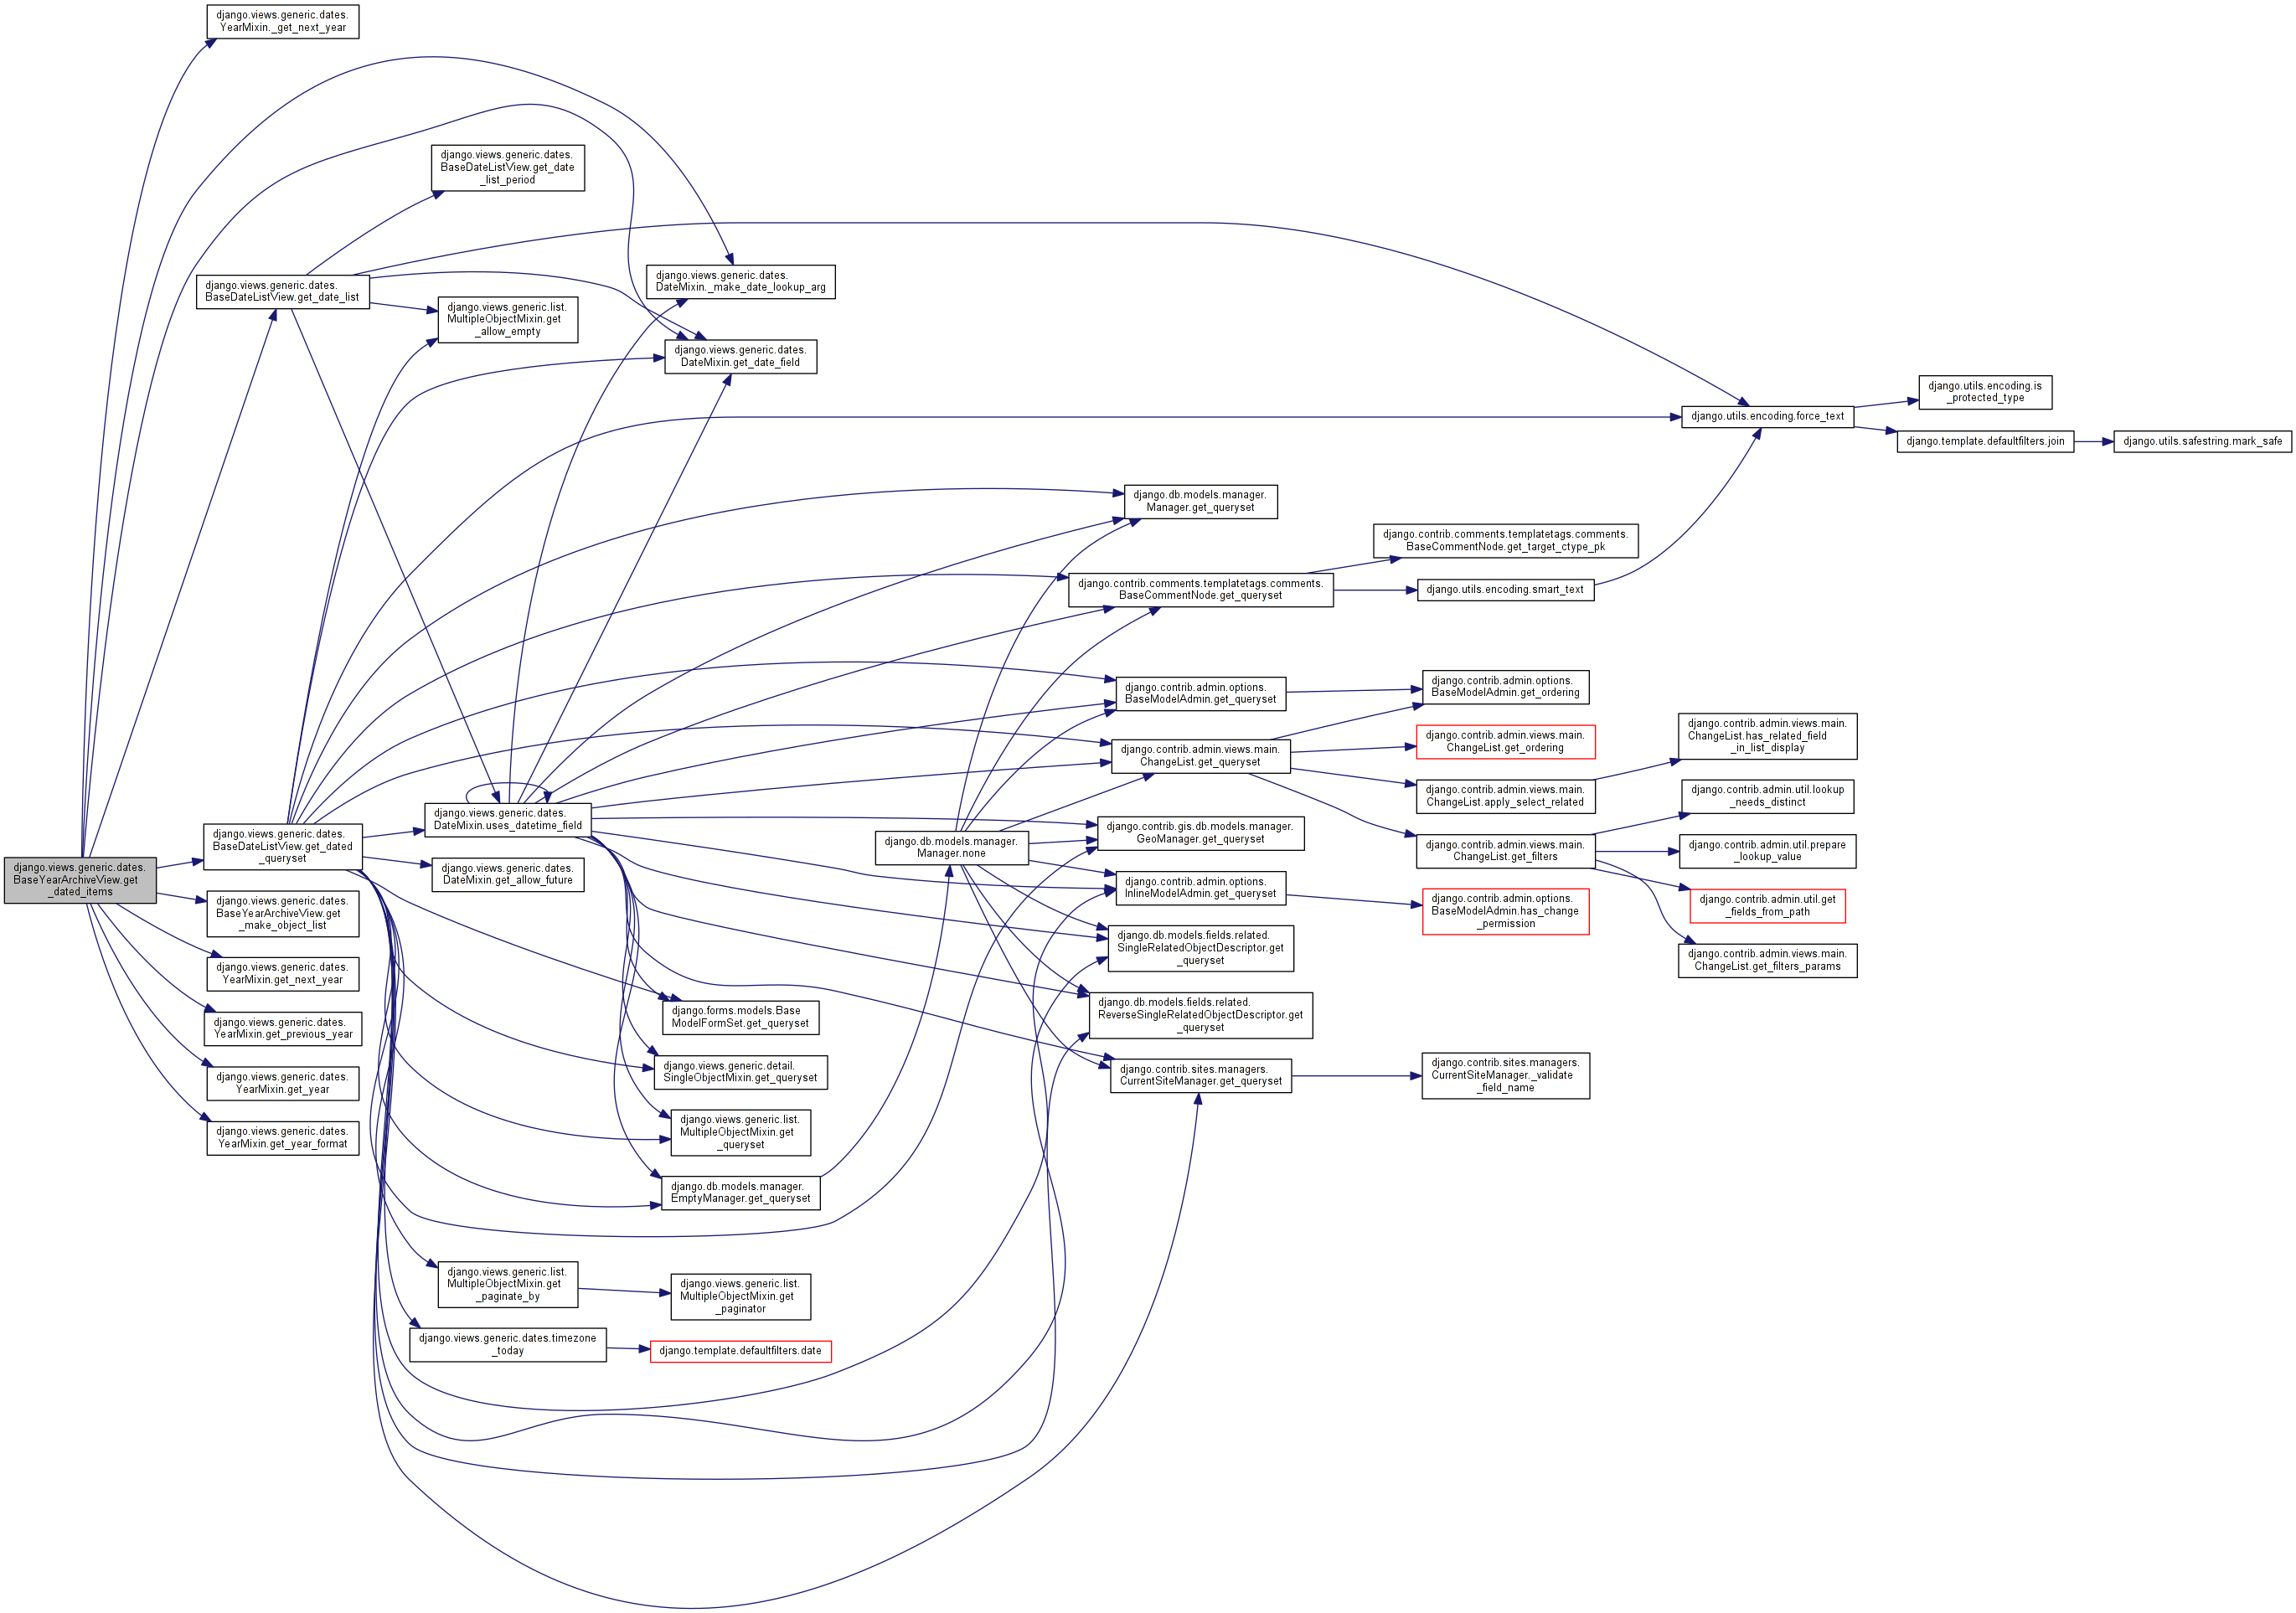 django.views.generic.dates.
YearMixin._get_next_year
django.views.generic.dates.
BaseDateListView.get_date
_list_period
django.views.generic.dates.
BaseDateListView.get_date_list
django.views.generic.list.
MultipleObjectMixin.get
_allow_empty
django.views.generic.dates.
DateMixin._make_date_lookup_arg
django.views.generic.dates.
DateMixin.get_date_field
django.utils.encoding.force_text
django.utils.encoding.is
_protected_type
django.template.defaultfilters.join
django.utils.safestring.mark_safe
django.db.models.manager.
Manager.get_queryset
django.contrib.comments.templatetags.comments.
BaseCommentNode.get_target_ctype_pk
django.contrib.comments.templatetags.comments.
BaseCommentNode.get_queryset
django.utils.encoding.smart_text
django.contrib.admin.options.
BaseModelAdmin.get_queryset
django.contrib.admin.options.
BaseModelAdmin.get_ordering
django.contrib.admin.views.main.
ChangeList.get_queryset
django.contrib.admin.views.main.
ChangeList.get_ordering
django.contrib.admin.views.main.
ChangeList.has_related_field
_in_list_display
django.contrib.admin.views.main.
ChangeList.apply_select_related
django.contrib.admin.util.lookup
_needs_distinct
django.views.generic.dates.
BaseYearArchiveView.get
_dated_items
django.views.generic.dates.
BaseDateListView.get_dated
_queryset
django.views.generic.dates.
DateMixin.uses_datetime_field
django.views.generic.dates.
DateMixin.get_allow_future
django.db.models.manager.
Manager.none
django.contrib.gis.db.models.manager.
GeoManager.get_queryset
django.contrib.admin.views.main.
ChangeList.get_filters
django.contrib.admin.util.prepare
_lookup_value
django.contrib.admin.options.
InlineModelAdmin.get_queryset
django.contrib.admin.options.
BaseModelAdmin.has_change
_permission
django.contrib.admin.util.get
_fields_from_path
django.contrib.admin.views.main.
ChangeList.get_filters_params
django.views.generic.dates.
BaseYearArchiveView.get
_make_object_list
django.views.generic.dates.
YearMixin.get_next_year
django.views.generic.dates.
YearMixin.get_previous_year
django.views.generic.dates.
YearMixin.get_year
django.views.generic.dates.
YearMixin.get_year_format
django.db.models.fields.related.
SingleRelatedObjectDescriptor.get
_queryset
django.forms.models.Base
ModelFormSet.get_queryset
django.db.models.fields.related.
ReverseSingleRelatedObjectDescriptor.get
_queryset
django.views.generic.detail.
SingleObjectMixin.get_queryset
django.contrib.sites.managers.
CurrentSiteManager.get_queryset
django.contrib.sites.managers.
CurrentSiteManager._validate
_field_name
django.views.generic.list.
MultipleObjectMixin.get
_queryset
django.db.models.manager.
EmptyManager.get_queryset
django.views.generic.list.
MultipleObjectMixin.get
_paginate_by
django.views.generic.list.
MultipleObjectMixin.get
_paginator
django.views.generic.dates.timezone
_today
django.template.defaultfilters.date